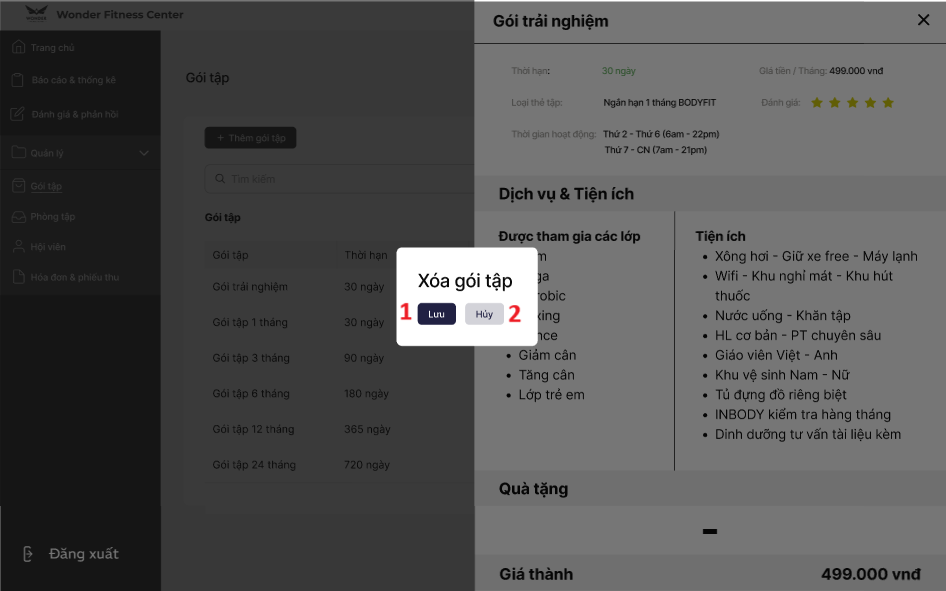 WONDER
Wonder Fitness Center
Trang chủ
Báo cáo & thống kê
Đánh giá & phản hồi
Quản lý
Gói tập
Phòng tập
Hội viên
Hóa đơn & phiếu thu
Đăng xuất
Gói tập
+ Thêm gói tập
Tìm kiếm
Gói tập
Gói tập Thời hạn
Gói trải nghiệm 30 ngày
Gói tập 1 tháng 30 ngày
Gói tập 3 tháng 90 ngày
Gói tập 6 tháng 180 ngày
Gói tập 12 tháng 365 ngày
Gói tập 24 tháng 720 ngày
Xóa gói tập
1 Lưu Hủy 2
Gói trải nghiệm
Thời hạn: 30 ngày Giá tiền / Tháng: 499.000 vnđ
Loại thẻ tập: Ngắn hạn 1 tháng BODYFIT Đánh giá:
Thời gian hoạt động: Thứ 2 - Thứ 6 (6am - 22pm)
Thứ 7 - CN (7am - 21pm)
Dịch vụ & Tiện ích
Được tham gia các lớp
• Giảm cân
• Tăng cân
• Lớp trẻ em
Tiện ích
• Xông hơi - Giữ xe free - Máy lạnh
• Wifi - Khu nghỉ mát - Khu hút
thuốc
• Nước uống - Khăn tập
• HL cơ bản - PT chuyên sâu
• Giáo viên Việt - Anh
• Khu vệ sinh Nam - Nữ
• Tủ đựng đồ riêng biệt
• INBODY kiểm tra hàng tháng
• Dinh dưỡng tư vấn tài liệu kèm
Quà tặng
Giá thành 499.000 vnđ